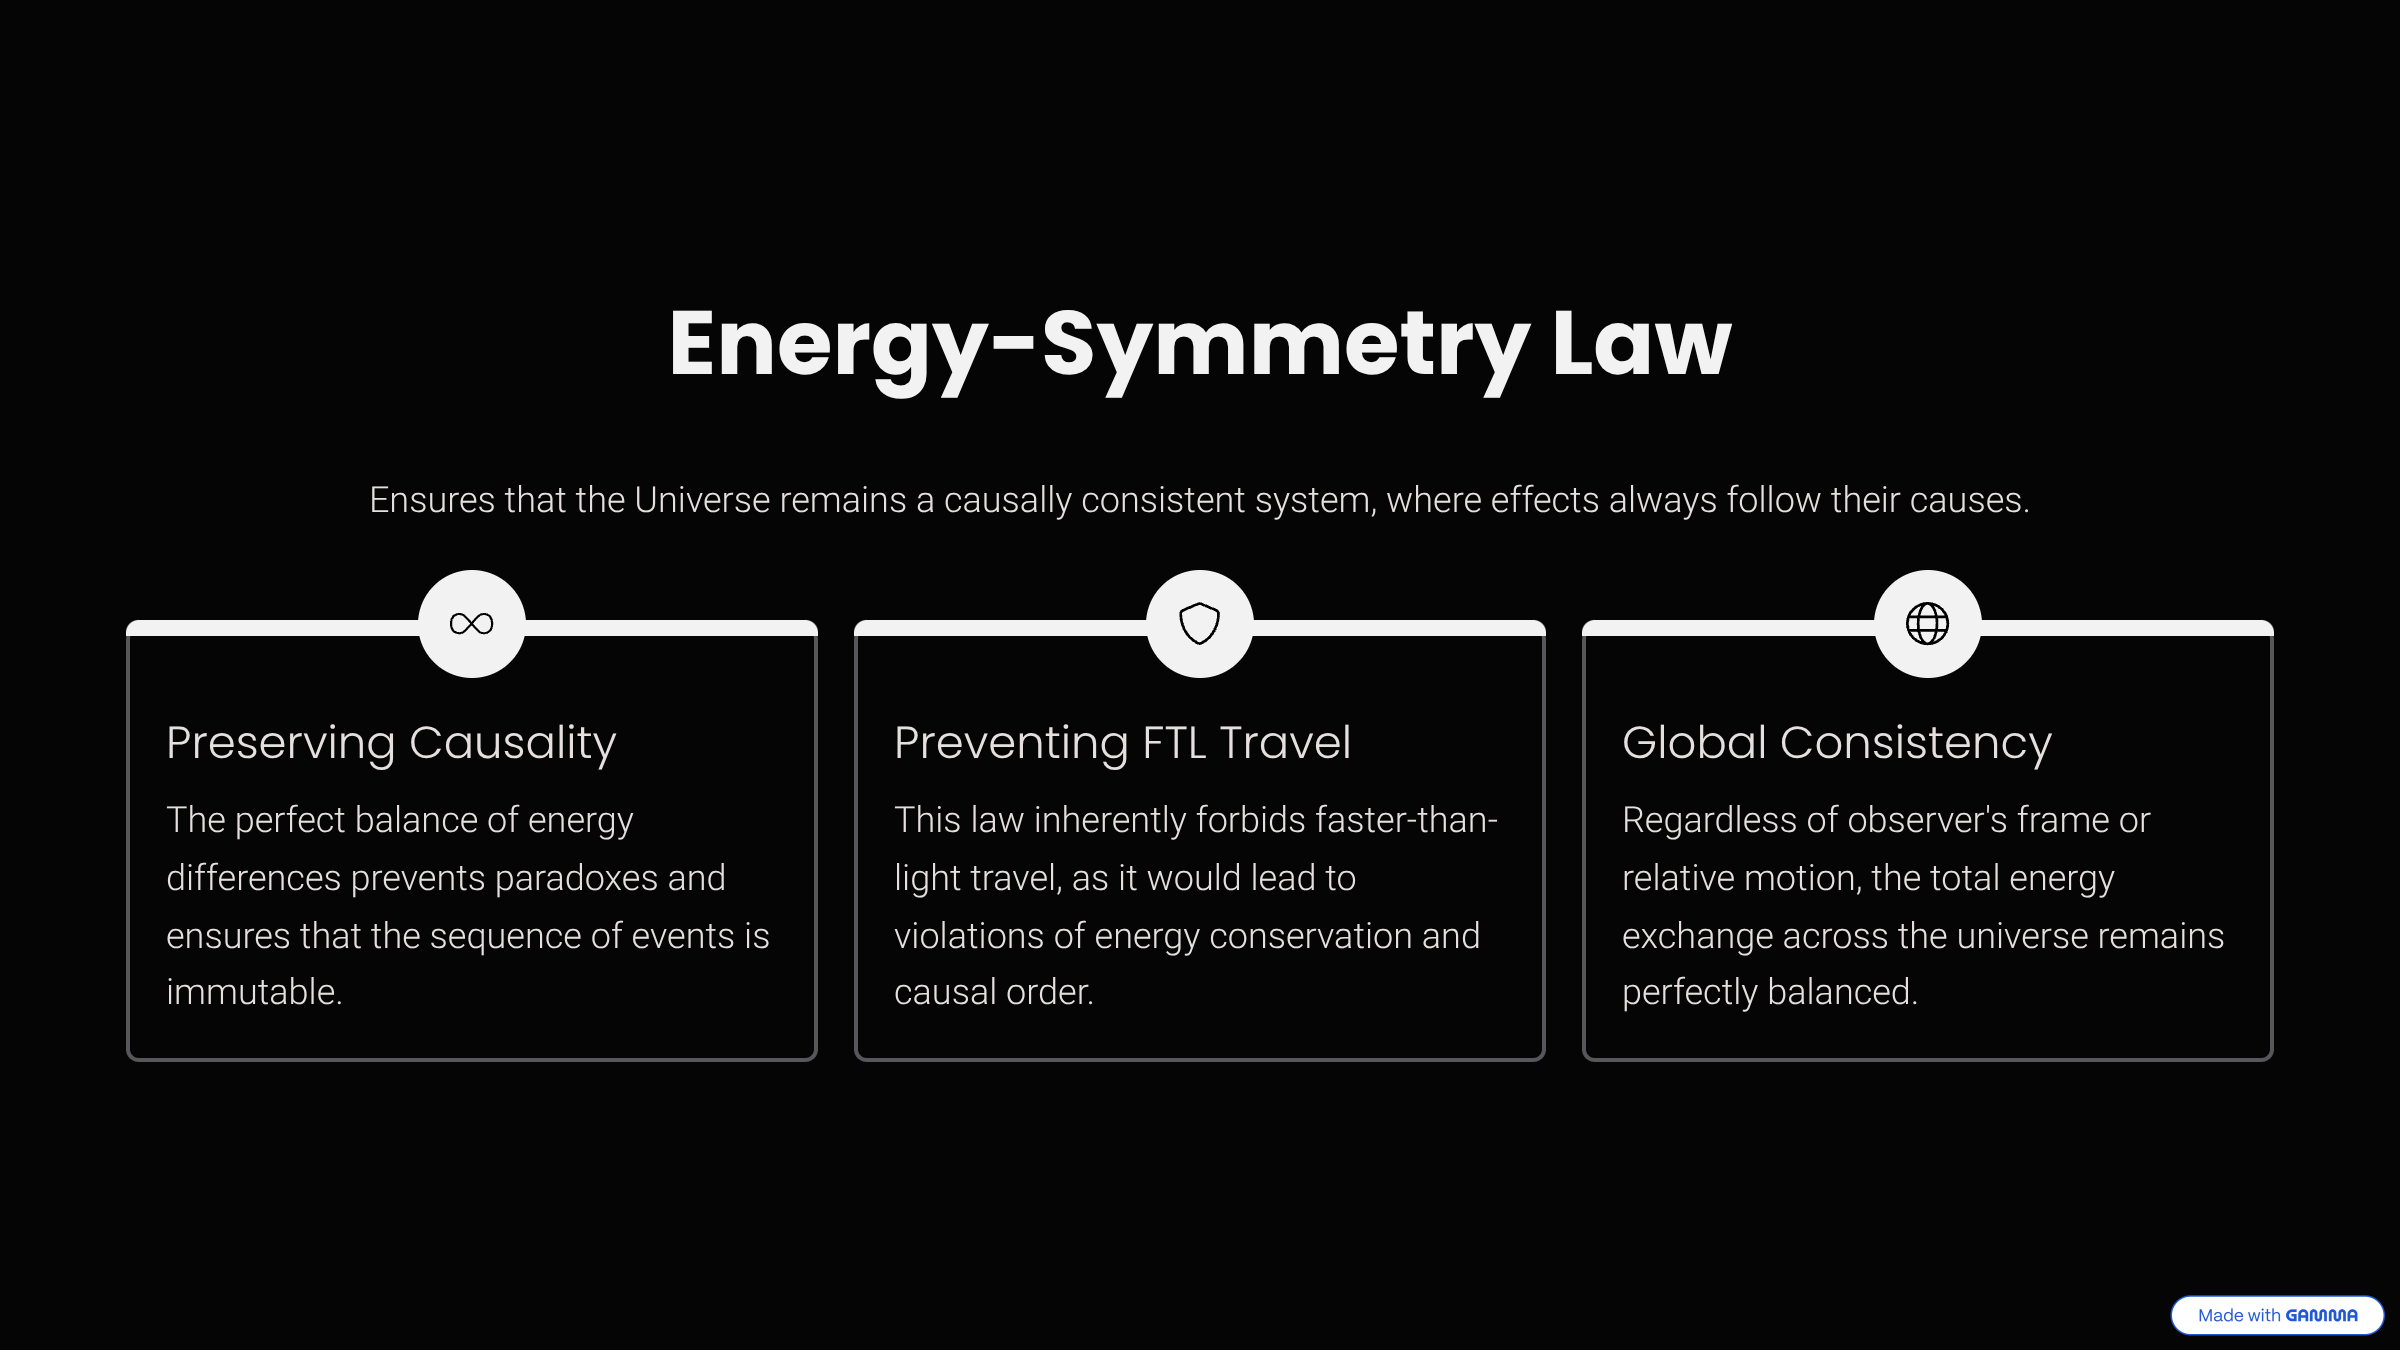 Energy-Symmetry Law
Ensures that the Universe remains a causally consistent system, where effects always follow their causes.
Preserving Causality
The perfect balance of energy
differences prevents paradoxes and
ensures that the sequence of events is
immutable.
Preventing FTL Travel
This law inherently forbids faster-than-
light travel, as it would lead to
violations of energy conservation and
causal order.
Global Consistency
Regardless of observer's frame or
relative motion, the total energy
exchange across the universe remains
perfectly balanced.
Made with GAMMA